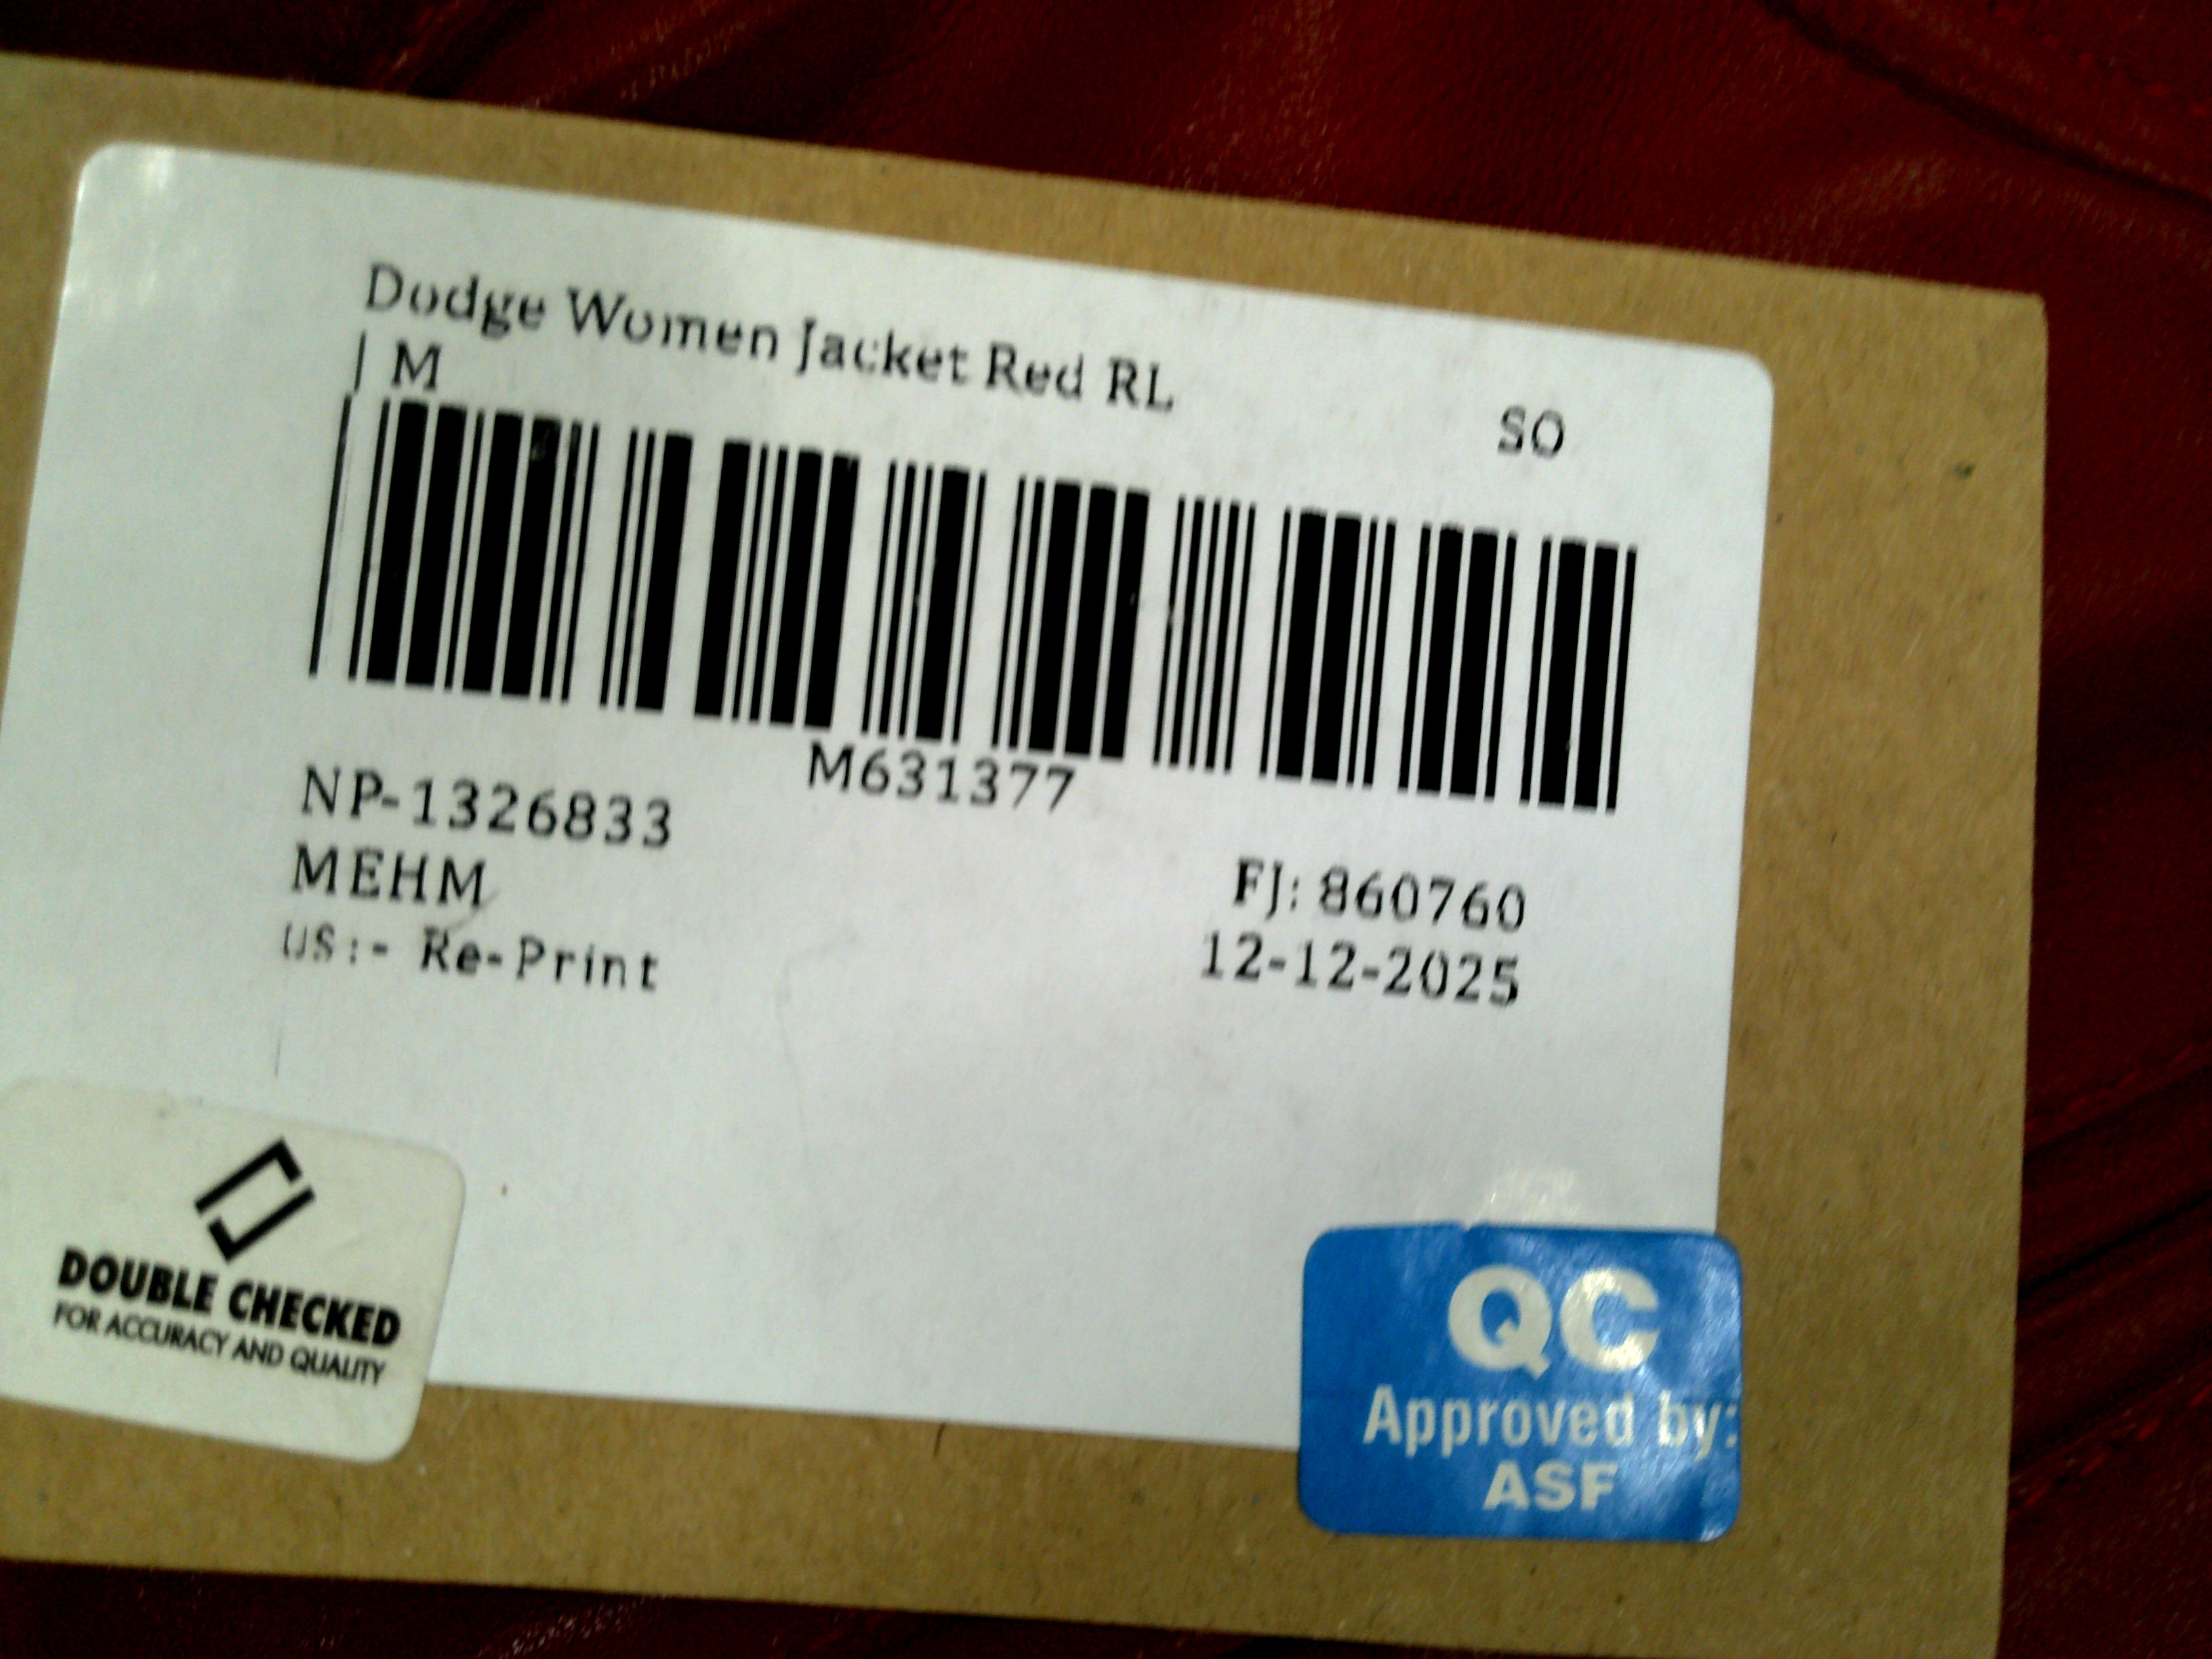 Dodge Women Jacket Red RL
| M
SO
M631377
NP-1326833
MEHM
US:- Re-Print
FJ: 860760
12-12-2025
DOUBLE CHECKED
FOR ACCURACY AND QUALITY
QC
Approved by:
ASF